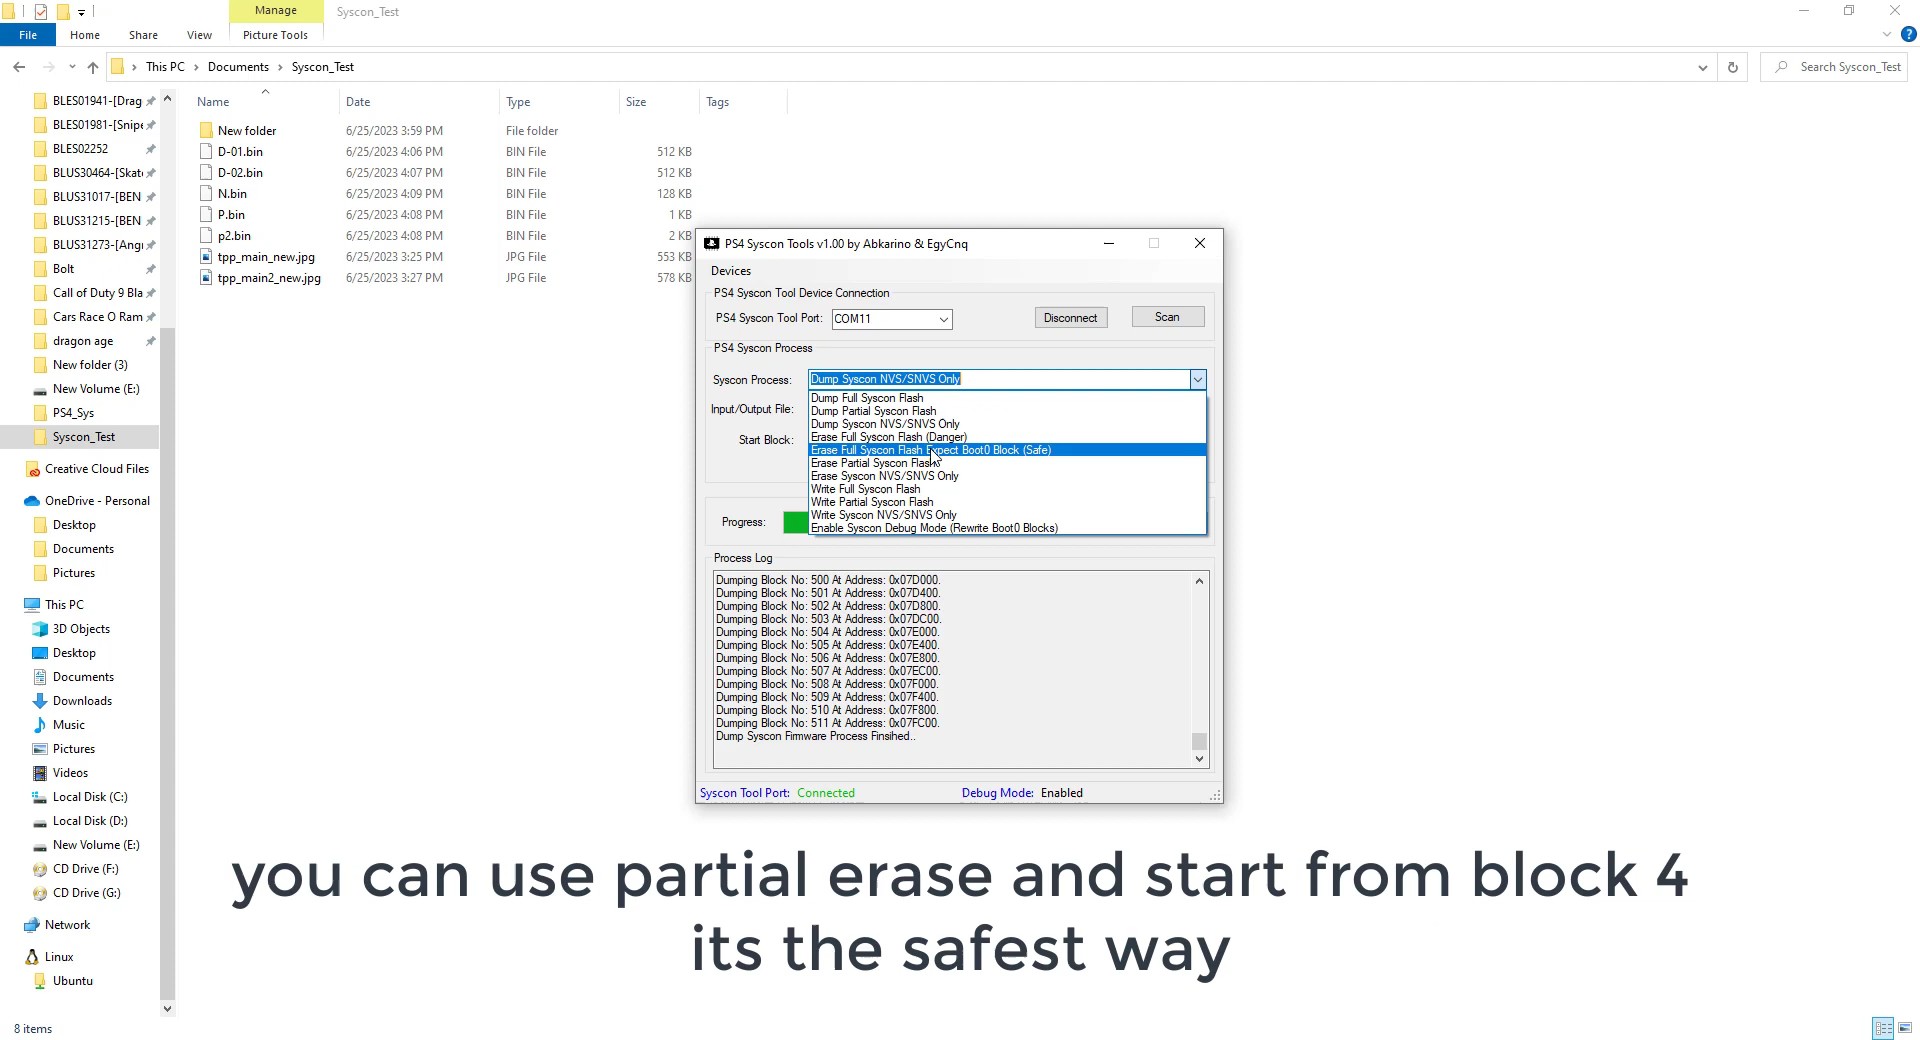 Manage
Syscon_Test
File
Home
Share
View
Picture Tools
This PC
Documents
Syscon_Test
Search Syscon_Test
Name
Date
Type
Size
Tags
BLES01941-[Drag
BLES01981-[Snipe
BLES02252
BLUS30464-[Skat
BLUS31017-[BEN
BLUS31215-[BEN
BLUS31273-[Angr
Bolt
Call of Duty 9 Bla
Cars Race O Ram
dragon age
New folder (3)
New Volume (E:)
PS4_Sys
Syscon_Test
Creative Cloud Files
OneDrive - Personal
Desktop
Documents
Pictures
This PC
3D Objects
Desktop
Documents
Downloads
Music
Pictures
Videos
Local Disk (C:)
Local Disk (D:)
New Volume (E:)
CD Drive (F:)
CD Drive (G:)
Network
Linux
Ubuntu
8 items
New folder 6/25/2023 3:59 PM File folder
D-01.bin 6/25/2023 4:06 PM BIN File 512 KB
D-02.bin 6/25/2023 4:07 PM BIN File 512 KB
N.bin 6/25/2023 4:09 PM BIN File 128 KB
P.bin 6/25/2023 4:08 PM BIN File 1 KB
p2.bin 6/25/2023 4:08 PM BIN File 2 KB
tpp_main_new.jpg 6/25/2023 3:25 PM JPG File 553 KB
tpp_main2_new.jpg 6/25/2023 3:27 PM JPG File 578 KB
PS4 Syscon Tools v1.00 by Abkarino & EgyCnq
Devices
PS4 Syscon Tool Device Connection
PS4 Syscon Tool Port: COM11 Disconnect Scan
PS4 Syscon Process
Syscon Process: Dump Syscon NVS/SNVS Only
Input/Output File:
Start Block:
Dump Full Syscon Flash
Dump Partial Syscon Flash
Dump Syscon NVS/SNVS Only
Erase Full Syscon Flash (Danger)
Erase Full Syscon Flash Expect Boot0 Block (Safe)
Erase Partial Syscon Flash
Erase Syscon NVS/SNVS Only
Write Full Syscon Flash
Write Partial Syscon Flash
Write Syscon NVS/SNVS Only
Enable Syscon Debug Mode (Rewrite Boot0 Blocks)
Progress:
Process Log
Dumping Block No: 500 At Address: 0x07D000.
Dumping Block No: 501 At Address: 0x07D400.
Dumping Block No: 502 At Address: 0x07D800.
Dumping Block No: 503 At Address: 0x07DC00.
Dumping Block No: 504 At Address: 0x07E000.
Dumping Block No: 505 At Address: 0x07E400.
Dumping Block No: 506 At Address: 0x07E800.
Dumping Block No: 507 At Address: 0x07EC00.
Dumping Block No: 508 At Address: 0x07F000.
Dumping Block No: 509 At Address: 0x07F400.
Dumping Block No: 510 At Address: 0x07F800.
Dumping Block No: 511 At Address: 0x07FC00.
Dump Syscon Firmware Process Finsihed..
Syscon Tool Port: Connected Debug Mode: Enabled
you can use partial erase and start from block 4
its the safest way